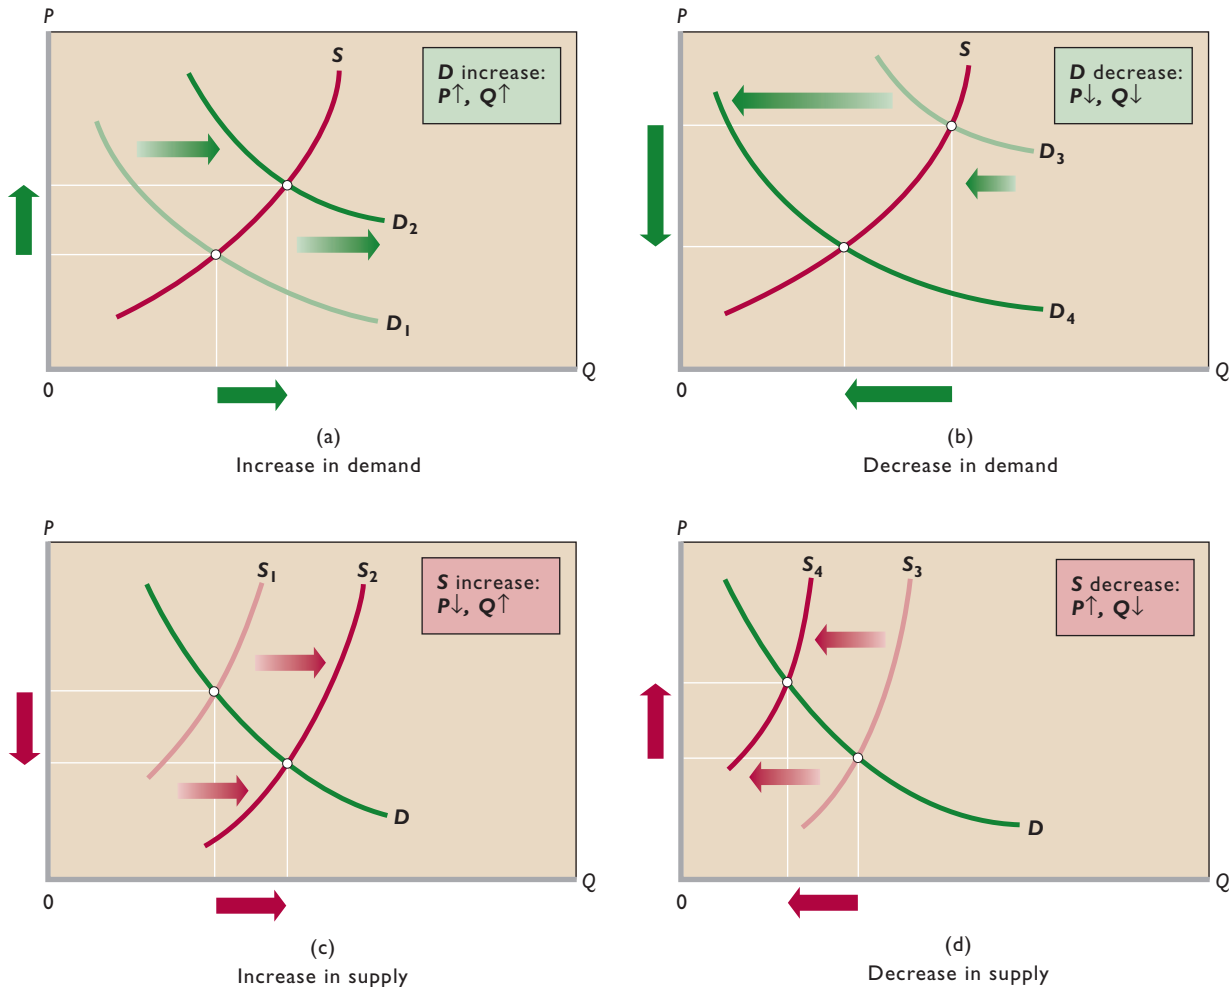 P
S
D increase:
P↑, Q↑
D₂
D₁
0
Q
(a)
Increase in demand
P
S
D decrease:
P↓, Q↓
D₃
D₄
0
Q
(b)
Decrease in demand
P
S₁
S₂
S increase:
P↓, Q↑
D
0
Q
(c)
Increase in supply
P
S₄
S₃
S decrease:
P↑, Q↓
D
0
Q
(d)
Decrease in supply